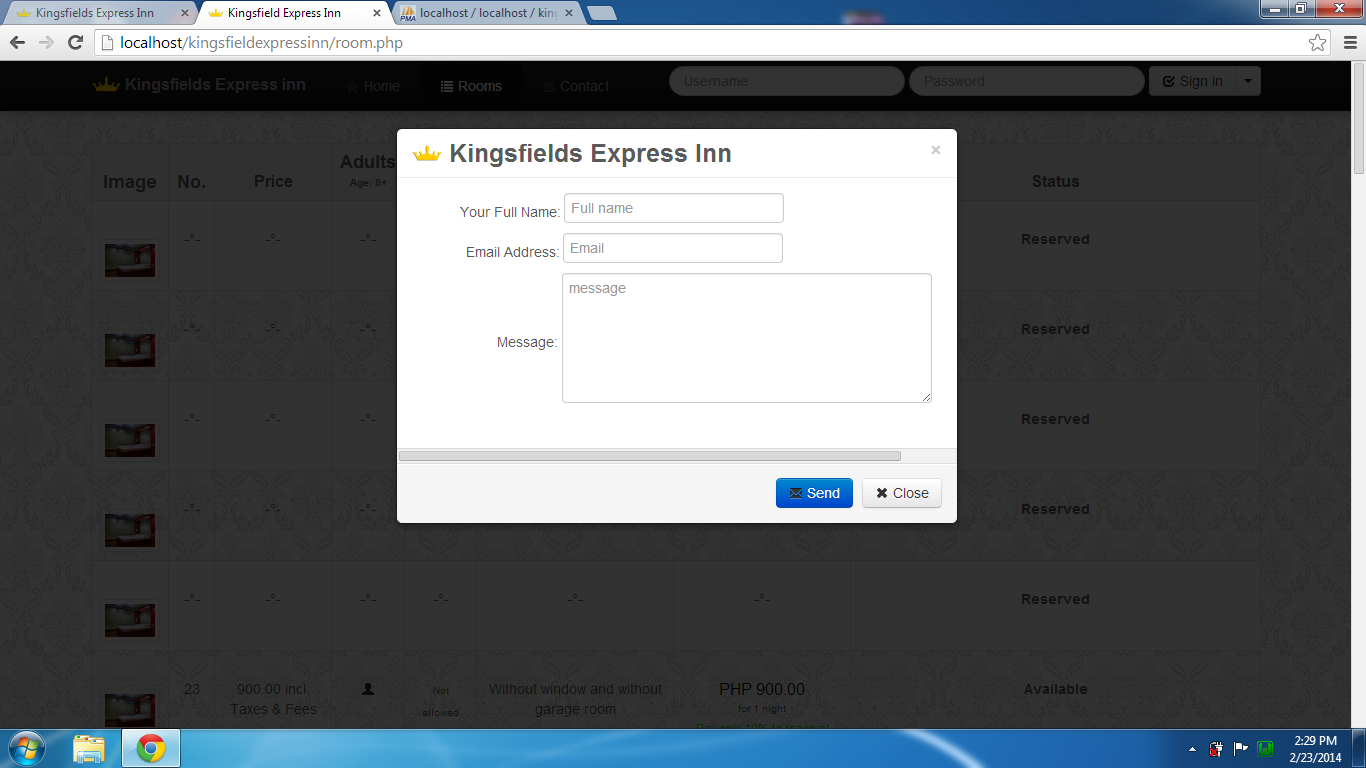 Kingsfields Express Inn
Kingsfield Express Inn
localhost / localhost / king
localhost/kingsfieldexpressinn/room.php
Kingsfields Express inn
Home
Rooms
Contact
Username
Password
Sign in
Kingsfields Express Inn
Your Full Name:
Full name
Email Address:
Email
Message:
message
Send
Close
Image
No.
Price
Adults
Age: 8+
Status
-°- -°- -°- Reserved
-°- -°- -°- Reserved
-°- -°- -°- Reserved
-°- -°- -°- -°- -°- -°- Reserved
-°- -°- -°- -°- -°- -°- Reserved
23
900.00 incl.
Taxes & Fees
Not
allowed
Without window and without
garage room
PHP 900.00
for 1 night
Available
2:29 PM
2/23/2014